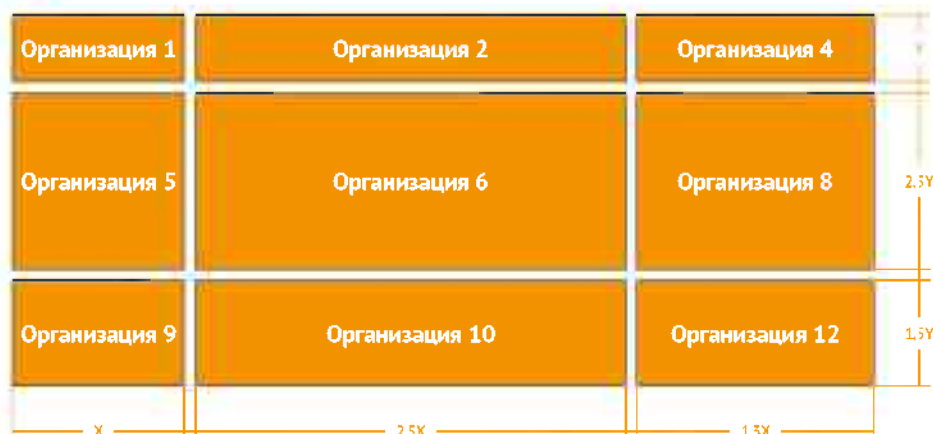 Организация 1 Организация 2 Организация 4
Организация 5 Организация 6 Организация 8
2,5Y
Организация 9 Организация 10 Организация 12
1,5Y
X 2,5X 1,5X